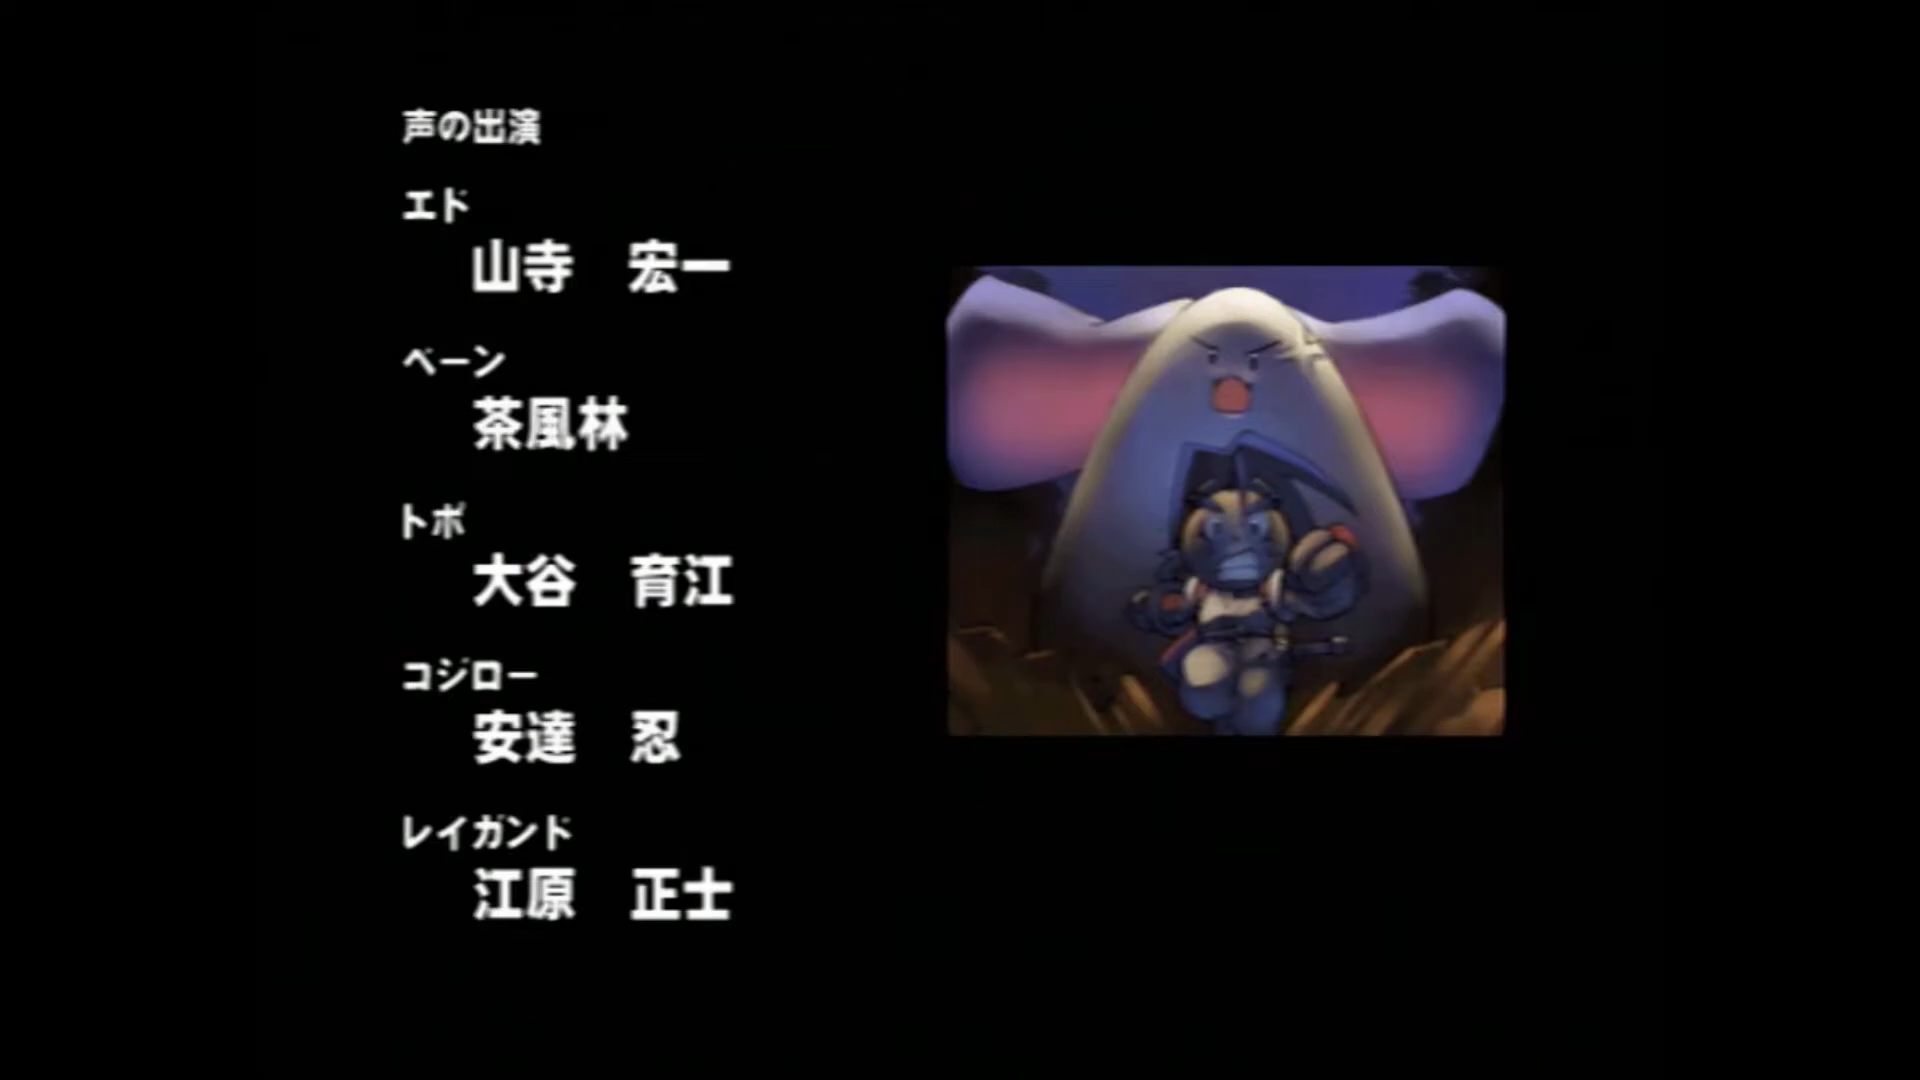 声の出演
エド
山寺　宏一
ベーン
茶風林
トポ
大谷　育江
コジロー
安達　忍
レイガンド
江原　正士